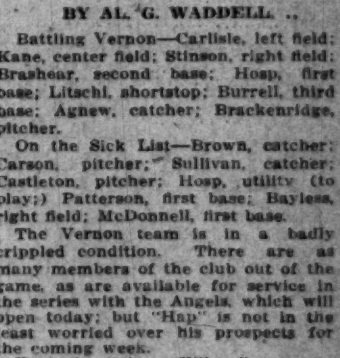 BY AL. G. WADDELL.
Battling Vernon—Carlisle, left field;
Kane, center field; Stinson, right field;
Brashear, second base; Hosp, first
base; Litschi, shortstop; Burrell, third
base; Agnew, catcher; Brackenridge,
pitcher.
On the Sick List—Brown, catcher;
Carson, pitcher; Sullivan, catcher;
Castleton, pitcher; Hosp, utility (to
play;) Patterson, first base; Bayless,
right field; McDonnell, first base.
The Vernon team is in a badly
crippled condition. There are as
many members of the club out of the
game, as are available for service in
the series with the Angels, which will
open today; but "Hap" is not in the
least worried over his prospects for
the coming week.